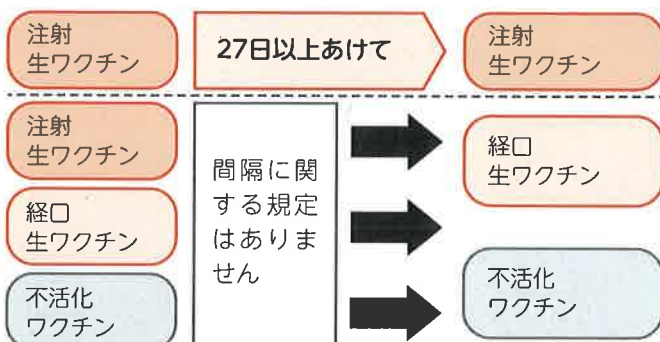 注射
生ワクチン
27日以上あけて
注射
生ワクチン
注射
生ワクチン
経口
生ワクチン
不活化
ワクチン
間隔に関
する規定
はありま
せん
経口
生ワクチン
不活化
ワクチン